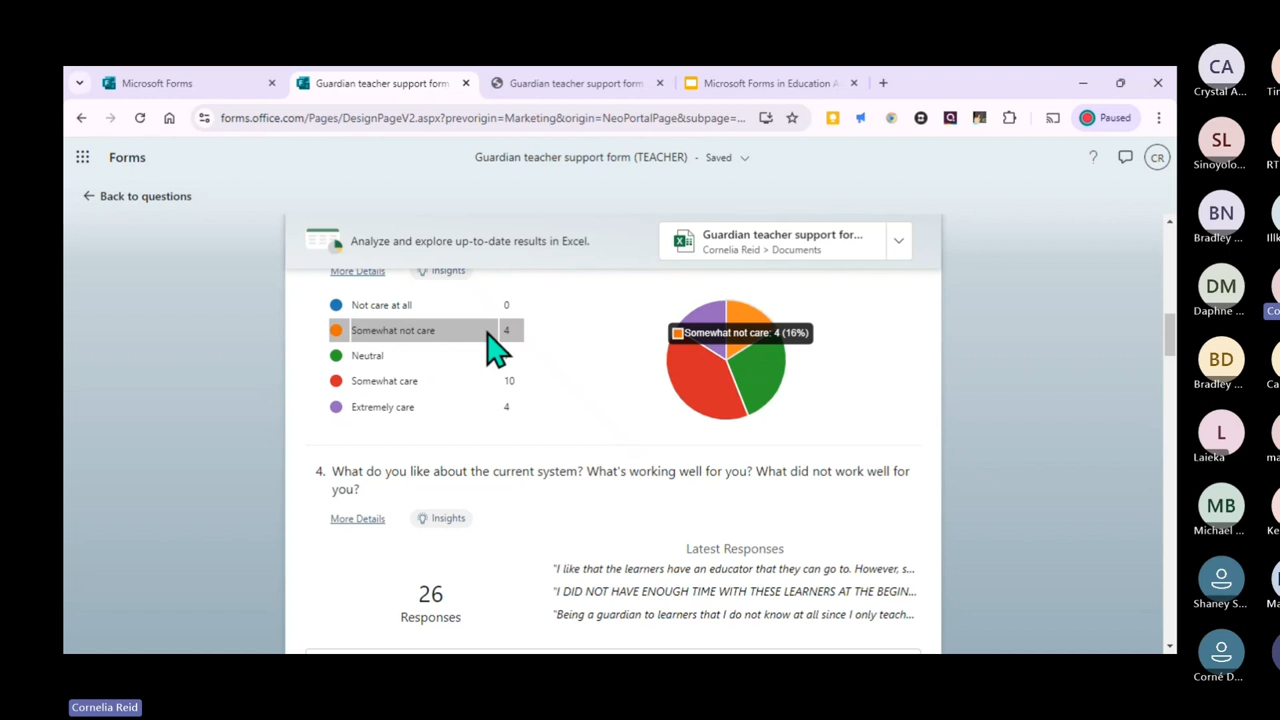 Microsoft Forms
Guardian teacher support form
Guardian teacher support form
Microsoft Forms in Education A
forms.office.com/Pages/DesignPageV2.aspx?prevorigin=Marketing&origin=NeoPortalPage&subpage=...
Paused
Forms
Guardian teacher support form (TEACHER) - Saved
CR
Back to questions
Analyze and explore up-to-date results in Excel.
Guardian teacher support for...
Cornelia Reid > Documents
More Details
Insights
Not care at all 0
Somewhat not care 4
Neutral
Somewhat care 10
Extremely care 4
Somewhat not care: 4 (16%)
4. What do you like about the current system? What's working well for you? What did not work well for
you?
More Details
Insights
Latest Responses
"I like that the learners have an educator that they can go to. However, s...
"I DID NOT HAVE ENOUGH TIME WITH THESE LEARNERS AT THE BEGIN...
"Being a guardian to learners that I do not know at all since I only teach...
26
Responses
Cornelia Reid
CA
Crystal A...
SL
Sinoyolo...
BN
Bradley ...
DM
Daphne ...
BD
Bradley ...
L
Laieka
MB
Michael ...
Shaney S...
Corné D...